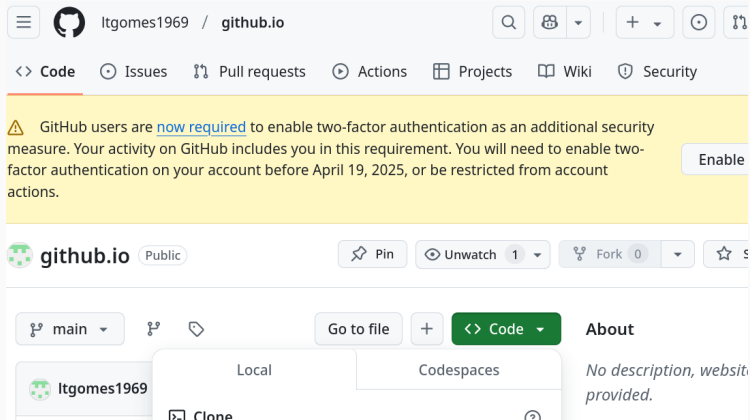 ltgomes1969 / github.io
Code Issues Pull requests Actions Projects Wiki Security
GitHub users are now required to enable two-factor authentication as an additional security
measure. Your activity on GitHub includes you in this requirement. You will need to enable two-
factor authentication on your account before April 19, 2025, or be restricted from account
actions.
Enable
github.io Public Pin Unwatch 1 Fork 0 S
main Go to file Code About
Local Codespaces
No description, website
provided.
ltgomes1969
Clone